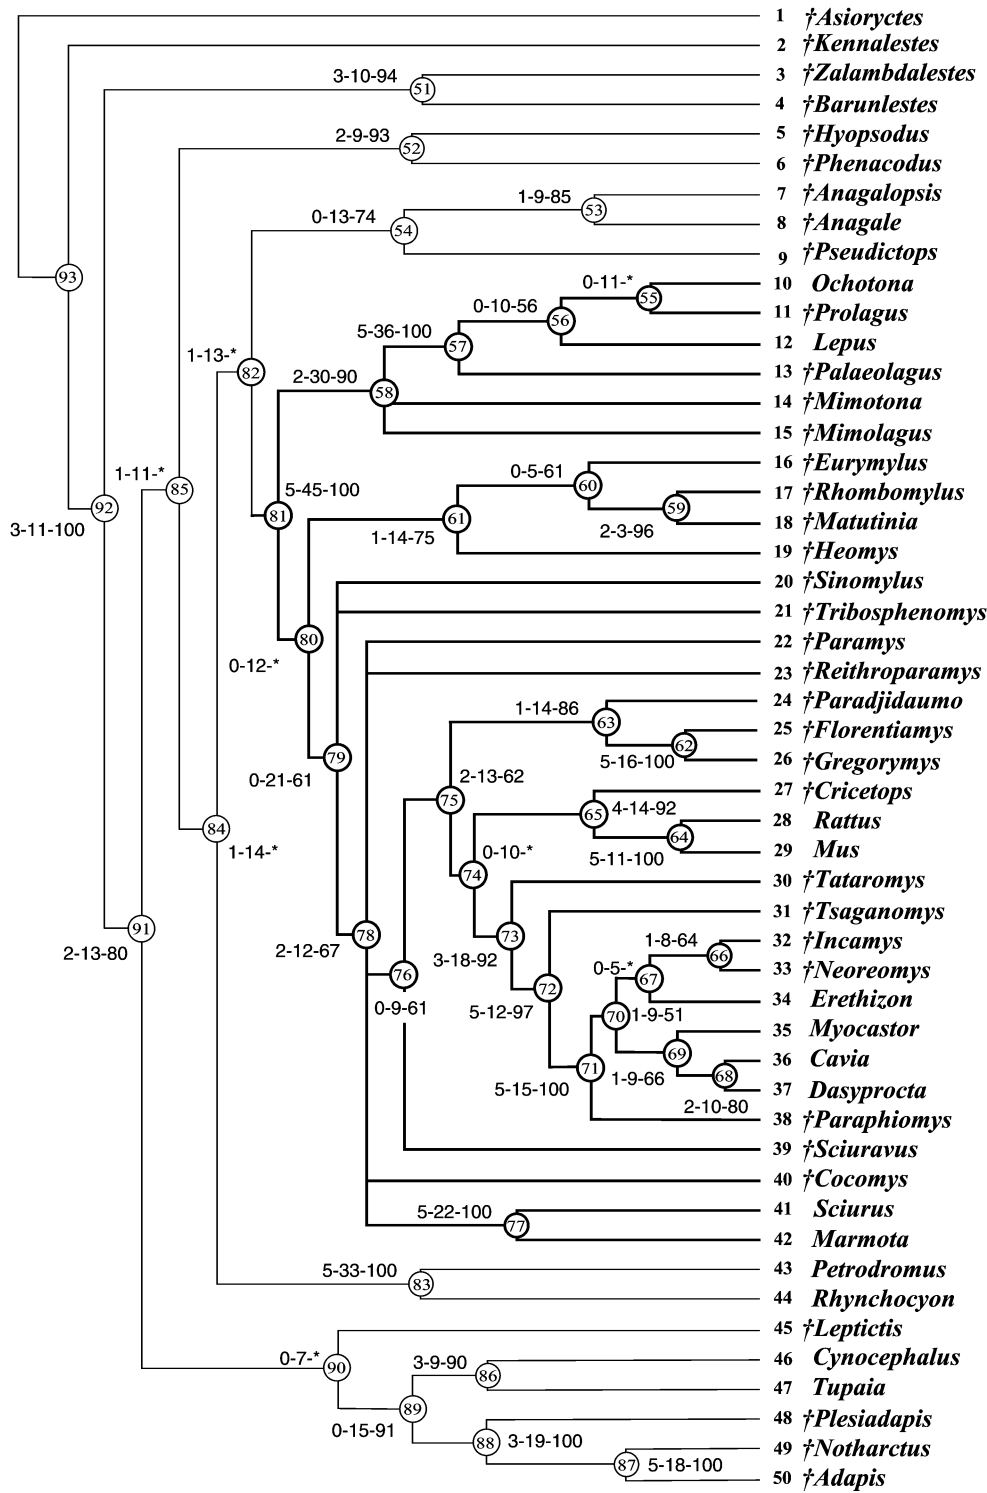 1 †Asioryctes
2 †Kennalestes
3-10-94
3 †Zalambdalestes
51
4 †Barunlestes
2-9-93
5 †Hyopsodus
52
6 †Phenacodus
1-9-85
7 †Anagalopsis
0-13-74
53
8 †Anagale
54
9 †Pseudictops
93
0-11-*
10 Ochotona
55
0-10-56
11 †Prolagus
56
5-36-100
12 Lepus
57
1-13-*
82
13 †Palaeolagus
2-30-90
58
14 †Mimotona
15 †Mimolagus
1-11-*
0-5-61
16 †Eurymylus
85
5-45-100
60
17 †Rhombomylus
92
59
3-11-100
81
61
18 †Matutinia
1-14-75
2-3-96
19 †Heomys
20 †Sinomylus
21 †Tribosphenomys
80
22 †Paramys
0-12-*
23 †Reithroparamys
1-14-86
24 †Paradjidaumo
63
25 †Florentiamys
79
62
0-21-61
5-16-100
26 †Gregorymys
2-13-62
75
27 †Cricetops
65
4-14-92
28 Rattus
84
64
1-14-*
0-10-*
5-11-100
29 Mus
74
30 †Tataromys
31 †Tsaganomys
91
78
73
1-8-64
32 †Incamys
2-13-80
2-12-67
3-18-92
66
76
0-5-*
67
33 †Neoreomys
72
34 Erethizon
0-9-61
5-12-97
70
1-9-51
35 Myocastor
69
36 Cavia
71
1-9-66
68
5-15-100
37 Dasyprocta
2-10-80
38 †Paraphiomys
39 †Sciuravus
40 †Cocomys
5-22-100
41 Sciurus
77
42 Marmota
5-33-100
43 Petrodromus
83
44 Rhynchocyon
45 †Leptictis
0-7-*
90
3-9-90
46 Cynocephalus
86
47 Tupaia
89
0-15-91
48 †Plesiadapis
88
3-19-100
49 †Notharctus
87
5-18-100
50 †Adapis